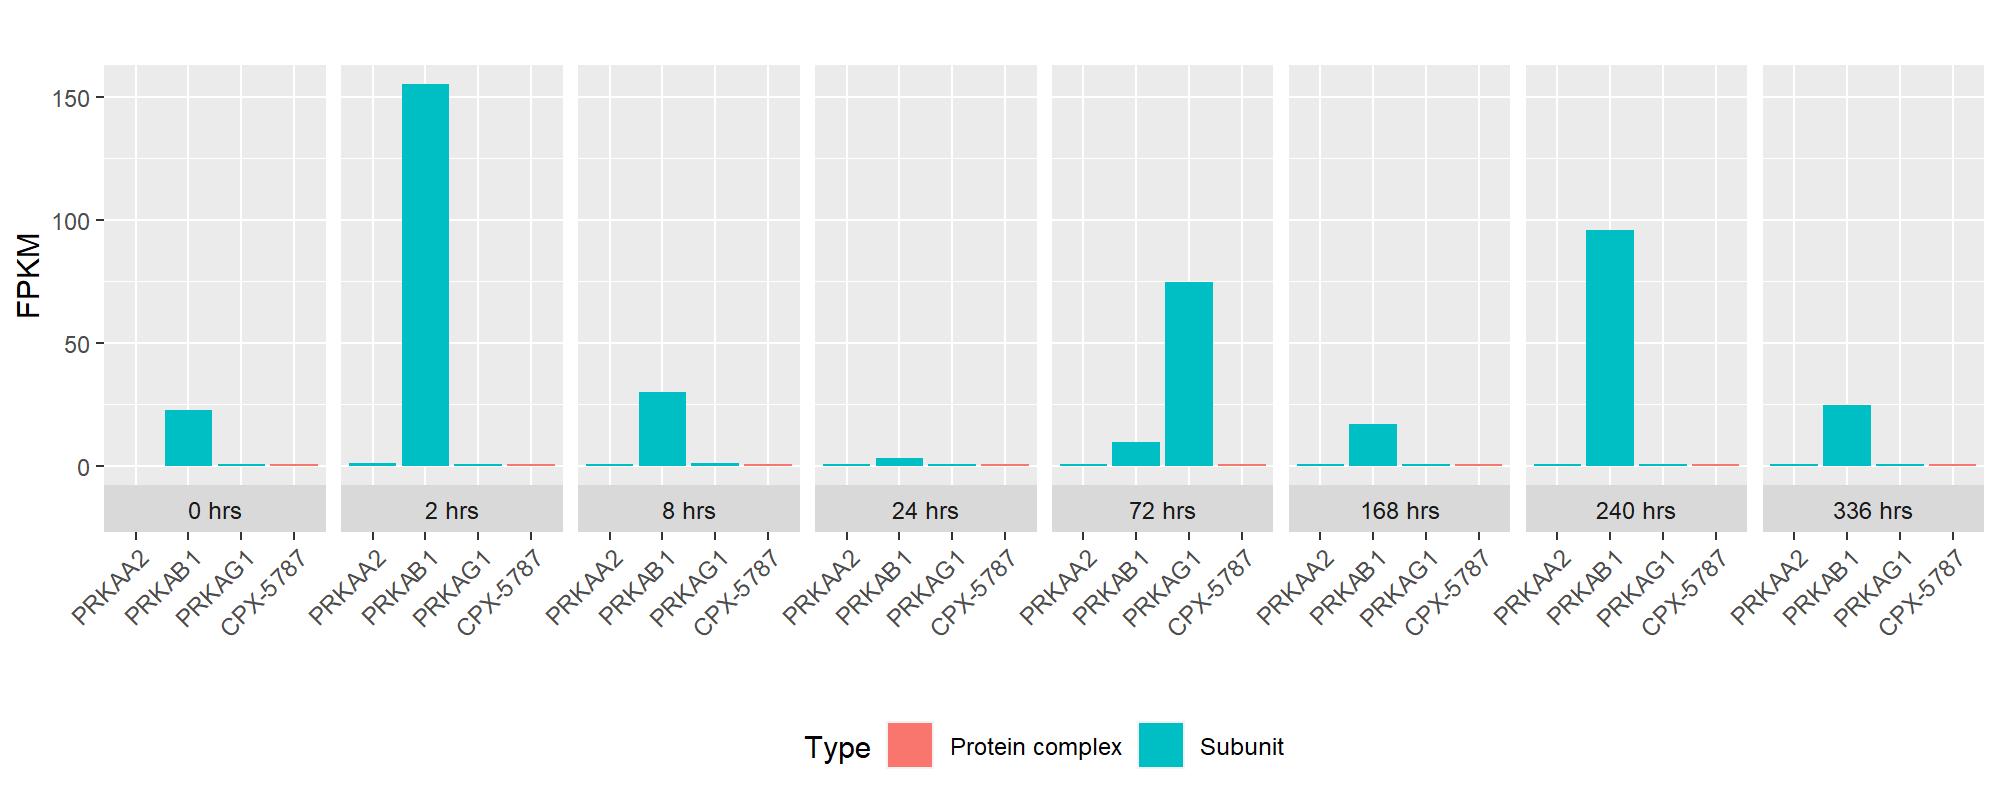 FPKM
150
100
50
0
0 hrs 2 hrs 8 hrs 24 hrs 72 hrs 168 hrs 240 hrs 336 hrs
PRKAA2 PRKAB1 PRKAG1 CPX-5787 PRKAA2 PRKAB1 PRKAG1 CPX-5787 PRKAA2 PRKAB1 PRKAG1 CPX-5787 PRKAA2 PRKAB1 PRKAG1 CPX-5787 PRKAA2 PRKAB1 PRKAG1 CPX-5787 PRKAA2 PRKAB1 PRKAG1 CPX-5787 PRKAA2 PRKAB1 PRKAG1 CPX-5787 PRKAA2 PRKAB1 PRKAG1 CPX-5787
Type Protein complex Subunit